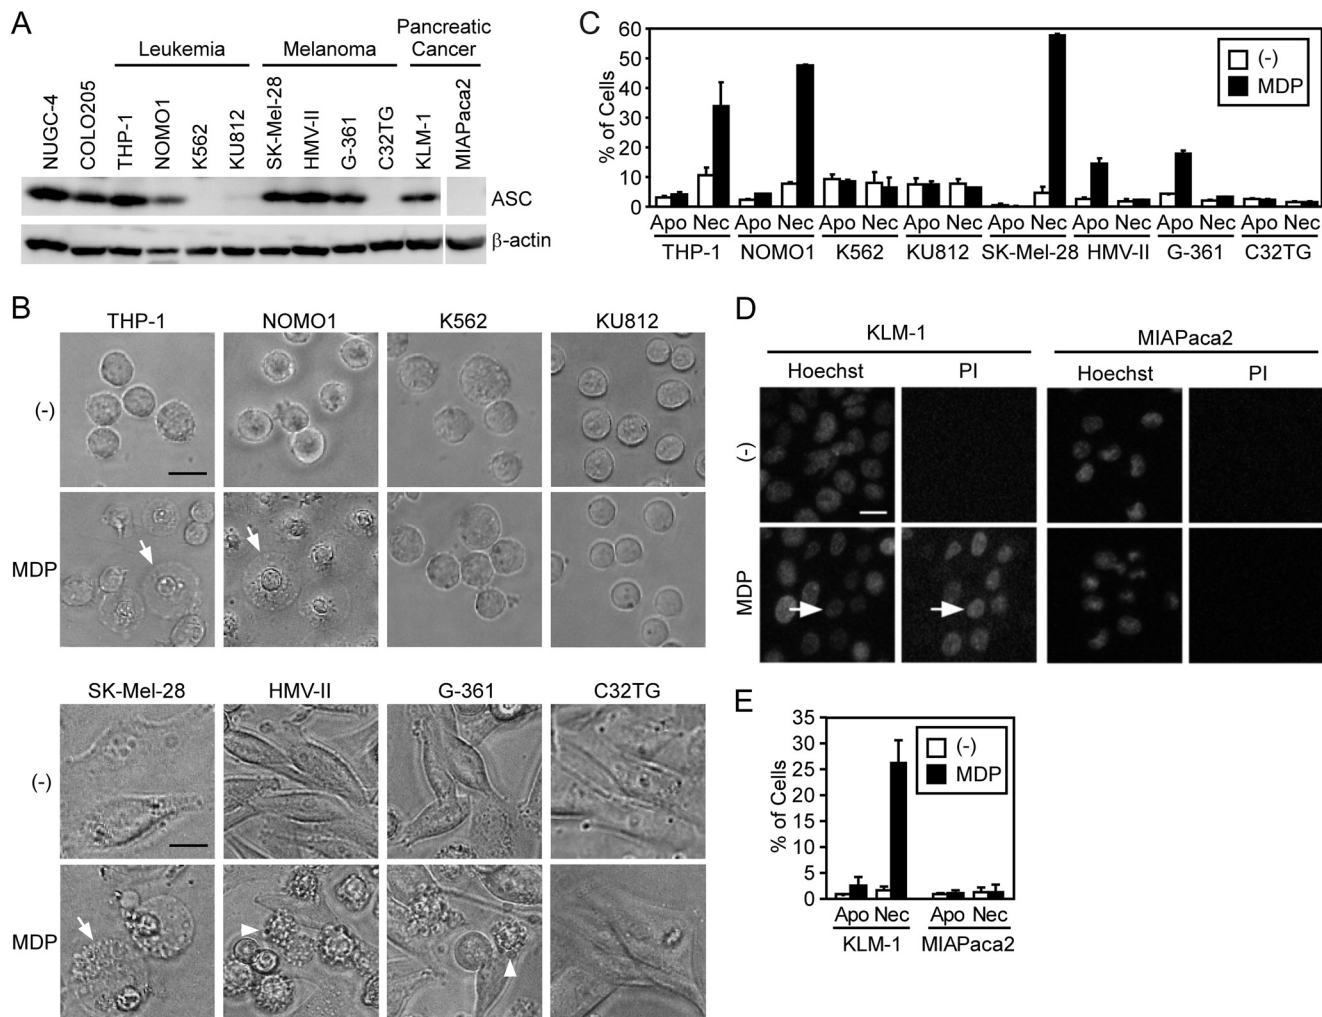 A
Leukemia
Melanoma
Pancreatic
Cancer
NUGC-4
COLO205
THP-1
NOMO1
K562
KU812
SK-Mel-28
HMV-II
G-361
C32TG
KLM-1
MIAPaca2
ASC
β-actin
B
THP-1 NOMO1 K562 KU812
(-)
MDP
SK-Mel-28 HMV-II G-361 C32TG
(-)
MDP
C
% of Cells
60
50
40
30
20
10
0
(-)
MDP
Apo Nec Apo Nec Apo Nec Apo Nec Apo Nec Apo Nec Apo Nec Apo Nec
THP-1 NOMO1 K562 KU812 SK-Mel-28 HMV-II G-361 C32TG
D
KLM-1 MIAPaca2
Hoechst PI Hoechst PI
(-)
MDP
E
% of Cells
35
30
25
20
15
10
5
0
(-)
MDP
Apo Nec Apo Nec
KLM-1 MIAPaca2